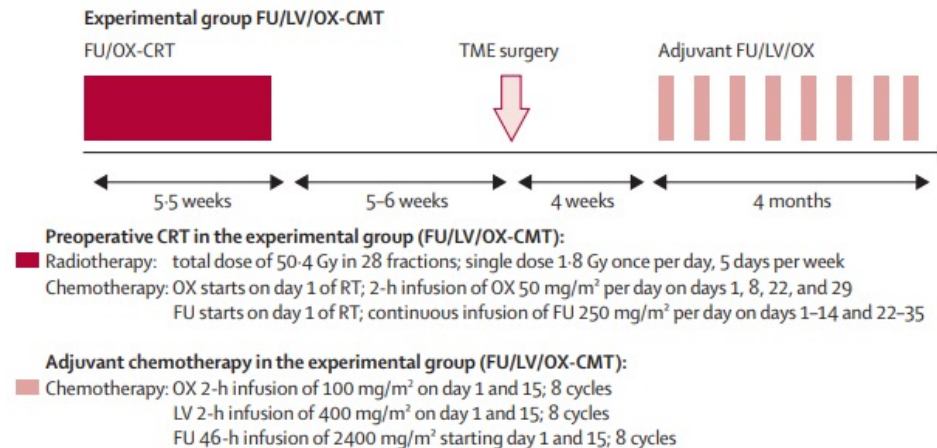 Experimental group FU/LV/OX-CMT
FU/OX-CRT TME surgery Adjuvant FU/LV/OX
5·5 weeks 5–6 weeks 4 weeks 4 months
Preoperative CRT in the experimental group (FU/LV/OX-CMT):
Radiotherapy: total dose of 50·4 Gy in 28 fractions; single dose 1·8 Gy once per day, 5 days per week
Chemotherapy: OX starts on day 1 of RT; 2-h infusion of OX 50 mg/m² per day on days 1, 8, 22, and 29
FU starts on day 1 of RT; continuous infusion of FU 250 mg/m² per day on days 1–14 and 22–35
Adjuvant chemotherapy in the experimental group (FU/LV/OX-CMT):
Chemotherapy: OX 2-h infusion of 100 mg/m² on day 1 and 15; 8 cycles
LV 2-h infusion of 400 mg/m² on day 1 and 15; 8 cycles
FU 46-h infusion of 2400 mg/m² starting day 1 and 15; 8 cycles